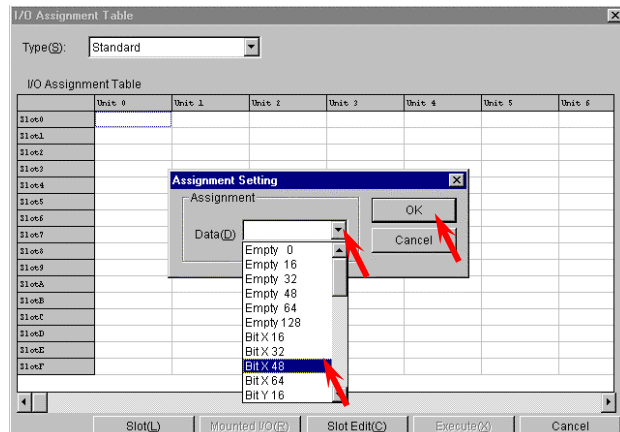 I/O Assignment Table
Type(S): Standard
I/O Assignment Table
Unit 0 Unit 1 Unit 2 Unit 3 Unit 4 Unit 5 Unit 6
Slot0
Slot1
Slot2
Slot3
Slot4
Slot5
Slot6
Slot7
Slot8
Slot9
SlotA
SlotB
SlotC
SlotD
SlotE
SlotF
Assignment Setting
Assignment
Data(D)
OK
Cancel
Empty 0
Empty 16
Empty 32
Empty 48
Empty 64
Empty 128
Bit X 16
Bit X 32
Bit X 48
Bit X 64
Bit Y 16
Slot(L) Mounted I/O(R) Slot Edit(C) Execute(X) Cancel